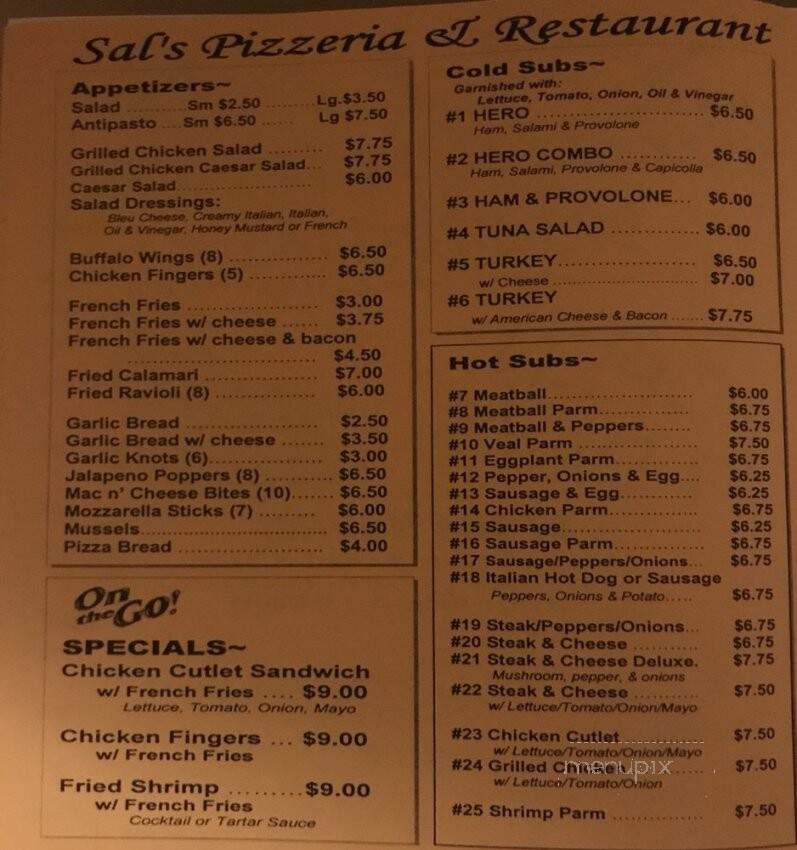 Sal's Pizzeria & Restaurant
Appetizers~
Salad ...........Sm $2.50 ..........Lg.$3.50
Antipasto ....Sm $6.50 ...... Lg $7.50
Grilled Chicken Salad ......... $7.75
Grilled Chicken Caesar Salad... $7.75
Caesar Salad......................... $6.00
Salad Dressings:
Bleu Cheese, Creamy Italian, Italian,
Oil & Vinegar, Honey Mustard or French
Buffalo Wings (8) ................. $6.50
Chicken Fingers (5) ............. $6.50
French Fries ....................... $3.00
French Fries w/ cheese ...... $3.75
French Fries w/ cheese & bacon
................................ $4.50
Fried Calamari ................... $7.00
Fried Ravioli (8) .................. $6.00
Garlic Bread ....................... $2.50
Garlic Bread w/ cheese ....... $3.50
Garlic Knots (6)................... $3.00
Jalapeno Poppers (8) .......... $6.50
Mac n' Cheese Bites (10)....... $6.50
Mozzarella Sticks (7) ......... $6.00
Mussels............................... $6.50
Pizza Bread ........................ $4.00
On
the GO!
SPECIALS~
Chicken Cutlet Sandwich
w/ French Fries .... $9.00
Lettuce, Tomato, Onion, Mayo
Chicken Fingers ... $9.00
w/ French Fries
Fried Shrimp .........$9.00
w/ French Fries
Cocktail or Tartar Sauce
Cold Subs~
Garnished with:
Lettuce, Tomato, Onion, Oil & Vinegar
#1 HERO ............................ $6.50
Ham, Salami & Provolone
#2 HERO COMBO ............ $6.50
Ham, Salami, Provolone & Capicolla
#3 HAM & PROVOLONE... $6.00
#4 TUNA SALAD .............. $6.00
#5 TURKEY...................... $6.50
w/ Cheese ........................ $7.00
#6 TURKEY
w/ American Cheese & Bacon ...... $7.75
Hot Subs~
#7 Meatball........................ $6.00
#8 Meatball Parm............... $6.75
#9 Meatball & Peppers........ $6.75
#10 Veal Parm ................... $7.50
#11 Eggplant Parm.............. $6.75
#12 Pepper, Onions & Egg.... $6.25
#13 Sausage & Egg............. $6.25
#14 Chicken Parm............... $6.75
#15 Sausage....................... $6.25
#16 Sausage Parm.............. $6.75
#17 Sausage/Peppers/Onions... $6.75
#18 Italian Hot Dog or Sausage
Peppers, Onions & Potato..... $6.75
#19 Steak/Peppers/Onions... $6.75
#20 Steak & Cheese ........... $6.75
#21 Steak & Cheese Deluxe. $7.75
Mushroom, pepper, & onions
#22 Steak & Cheese ........... $7.50
w/ Lettuce/Tomato/Onion/Mayo
#23 Chicken Cutlet .............. $7.50
w/ Lettuce/Tomato/Onion/Mayo
#24 Grilled Chicken ............ $7.50
w/ Lettuce/Tomato/Onion
#25 Shrimp Parm ............... $7.50
menupix